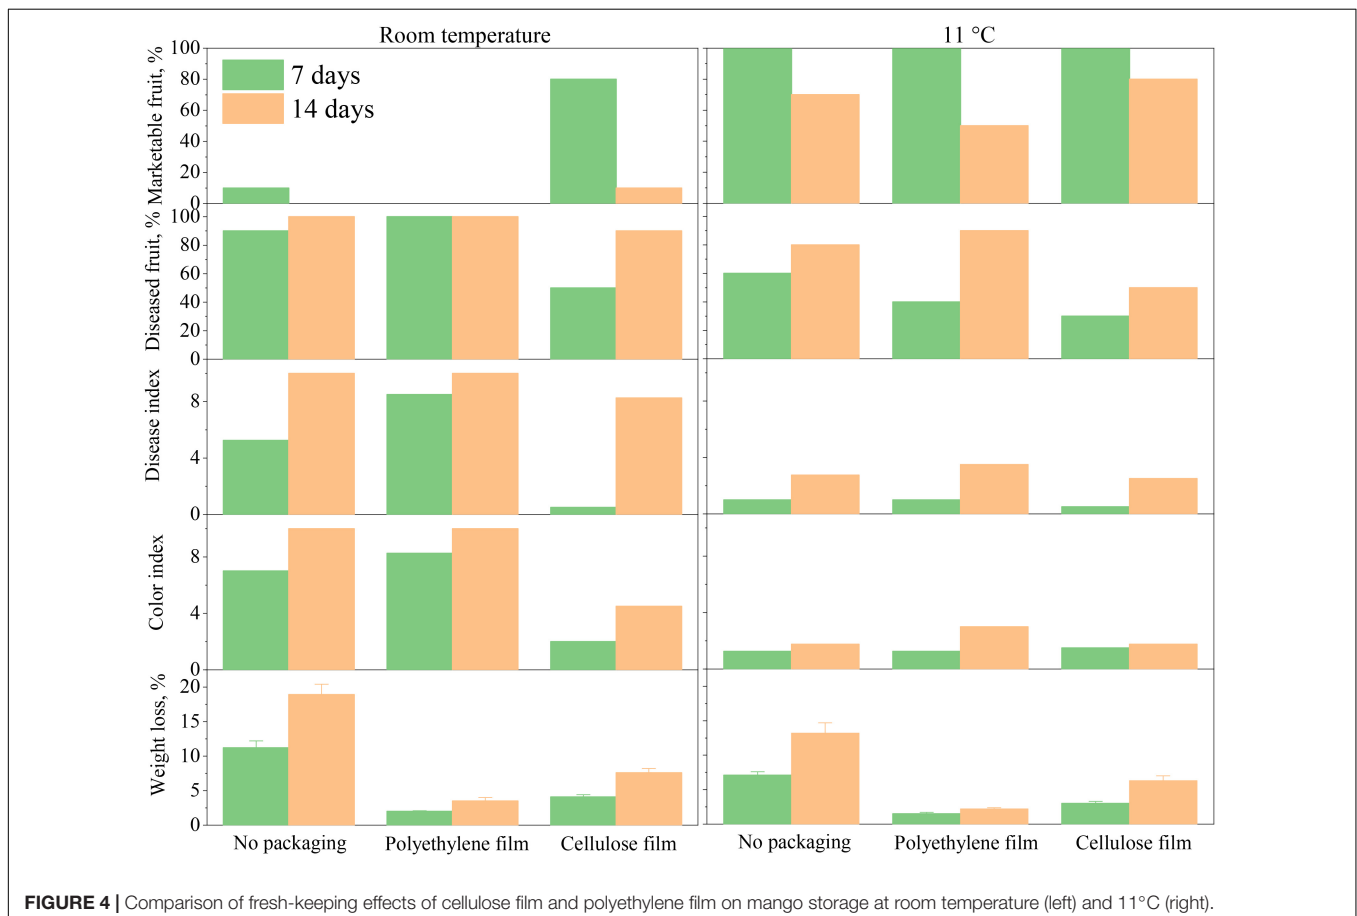 Room temperature
11 °C
7 days
14 days
Marketable fruit, %
100
80
60
40
20
0
Diseased fruit, %
100
80
60
40
20
0
Disease index
8
4
0
Color index
8
4
0
Weight loss, %
20
15
10
5
0
No packaging Polyethylene film Cellulose film No packaging Polyethylene film Cellulose film
FIGURE 4 | Comparison of fresh-keeping effects of cellulose film and polyethylene film on mango storage at room temperature (left) and 11°C (right).